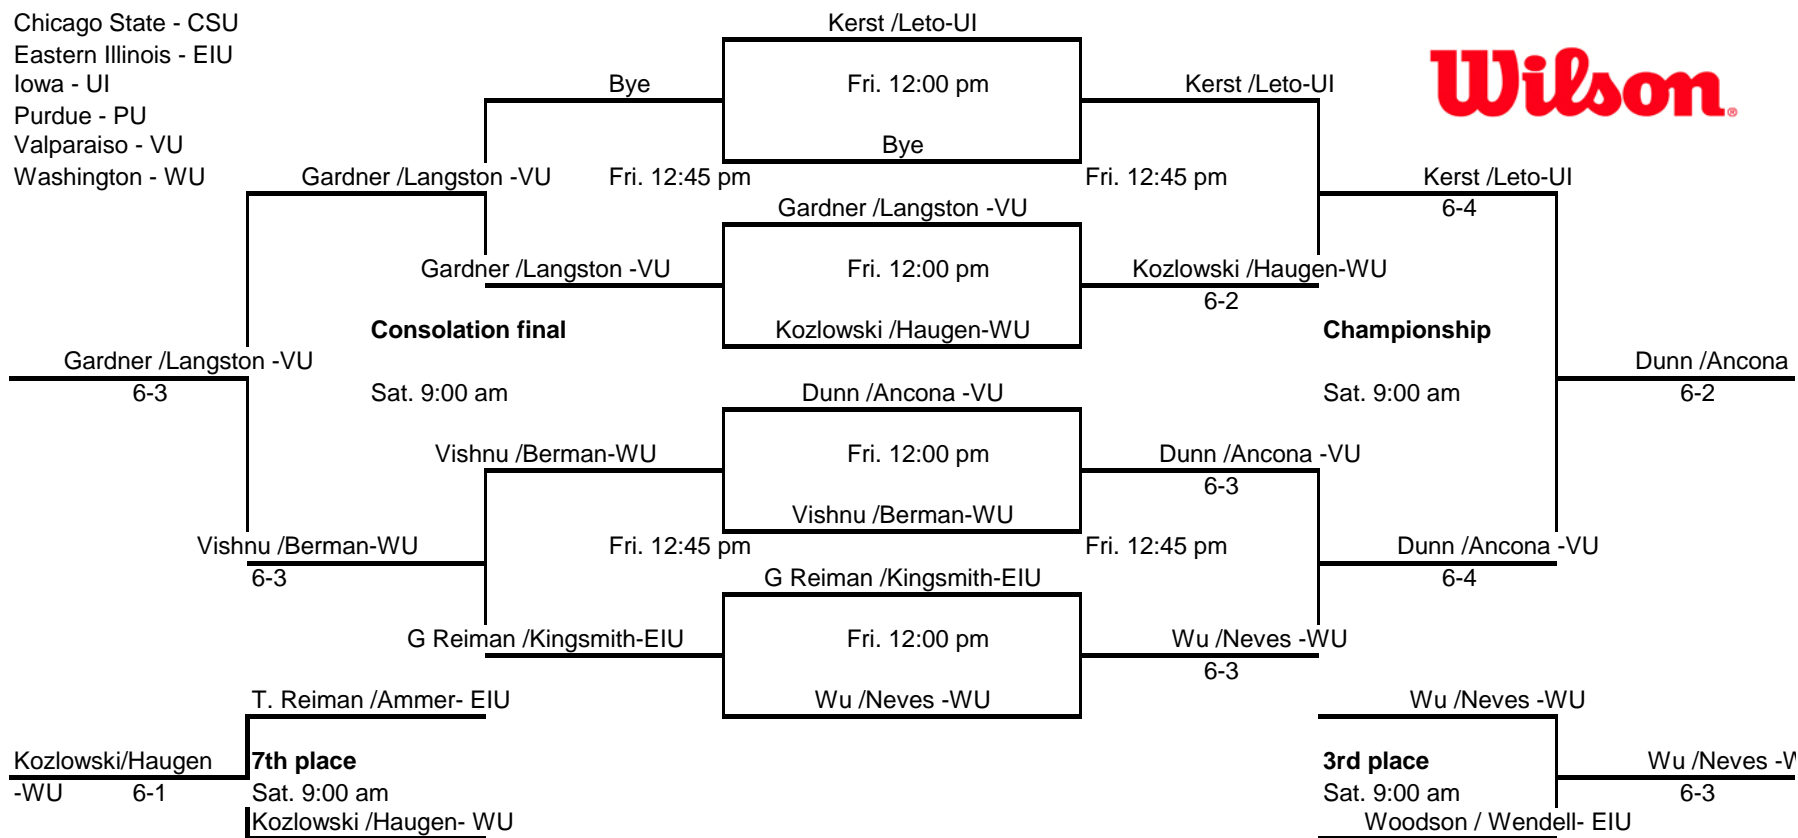 Chicago State - CSU
Eastern Illinois - EIU
Iowa - UI
Purdue - PU
Valparaiso - VU
Washington - WU
Kerst /Leto-UI
Wilson®
Bye
Fri. 12:00 pm
Kerst /Leto-UI
Bye
Gardner /Langston -VU
Fri. 12:45 pm
Fri. 12:45 pm
Kerst /Leto-UI
6-4
Gardner /Langston -VU
Gardner /Langston -VU
Fri. 12:00 pm
Kozlowski /Haugen-WU
6-2
Consolation final
Kozlowski /Haugen-WU
Championship
Gardner /Langston -VU
6-3
Dunn /Ancona
6-2
Sat. 9:00 am
Dunn /Ancona -VU
Sat. 9:00 am
Vishnu /Berman-WU
Fri. 12:00 pm
Dunn /Ancona -VU
6-3
Vishnu /Berman-WU
Vishnu /Berman-WU
6-3
Fri. 12:45 pm
Fri. 12:45 pm
Dunn /Ancona -VU
6-4
G Reiman /Kingsmith-EIU
G Reiman /Kingsmith-EIU
Fri. 12:00 pm
Wu /Neves -WU
6-3
T. Reiman /Ammer- EIU
Wu /Neves -WU
Wu /Neves -WU
Kozlowski/Haugen
-WU 6-1
7th place
Sat. 9:00 am
Kozlowski /Haugen- WU
3rd place
Sat. 9:00 am
Woodson / Wendell- EIU
Wu /Neves -W
6-3